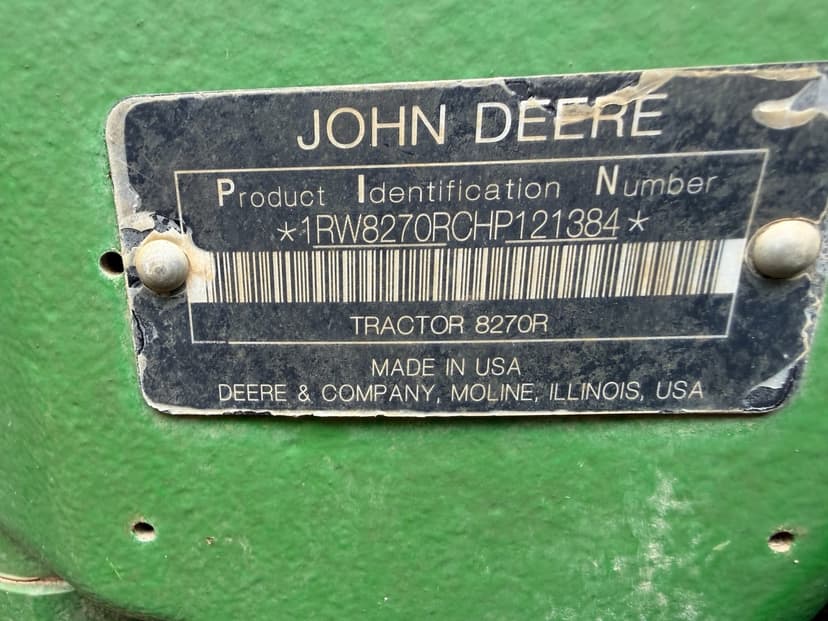 JOHN DEERE
Product Identification Number
*1RW8270RCHP121384*
TRACTOR 8270R
MADE IN USA
DEERE & COMPANY, MOLINE, ILLINOIS, USA